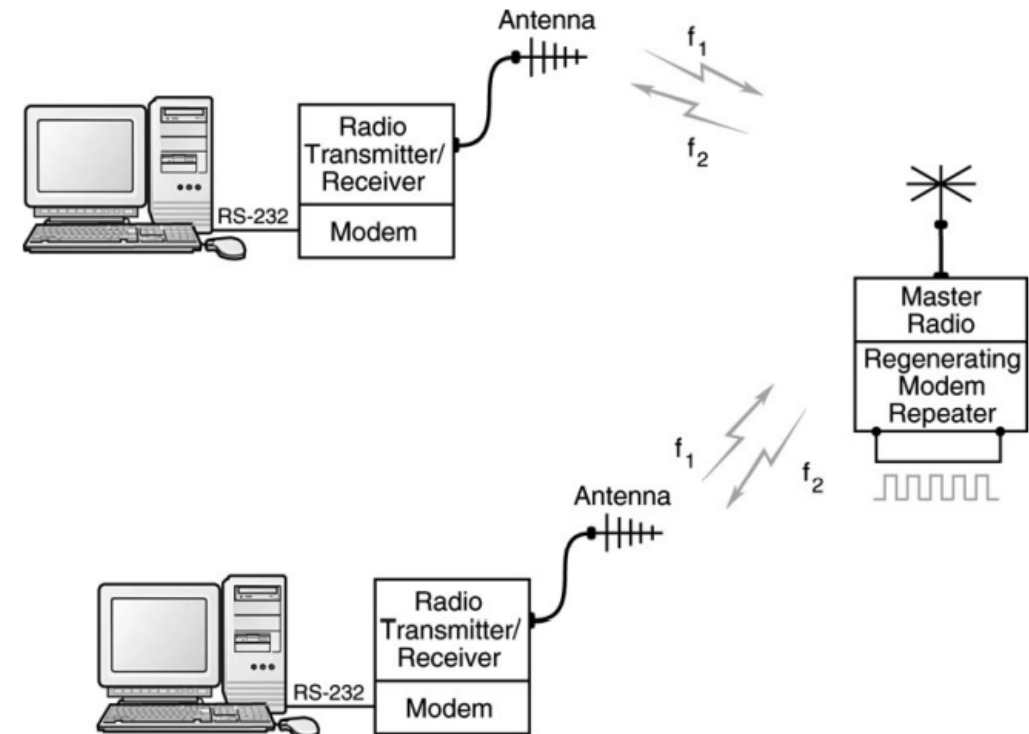 Antenna
f1
f2
Radio
Transmitter/
Receiver
RS-232
Modem
Master
Radio
Regenerating
Modem
Repeater
f1
f2
Antenna
Radio
Transmitter/
Receiver
RS-232
Modem